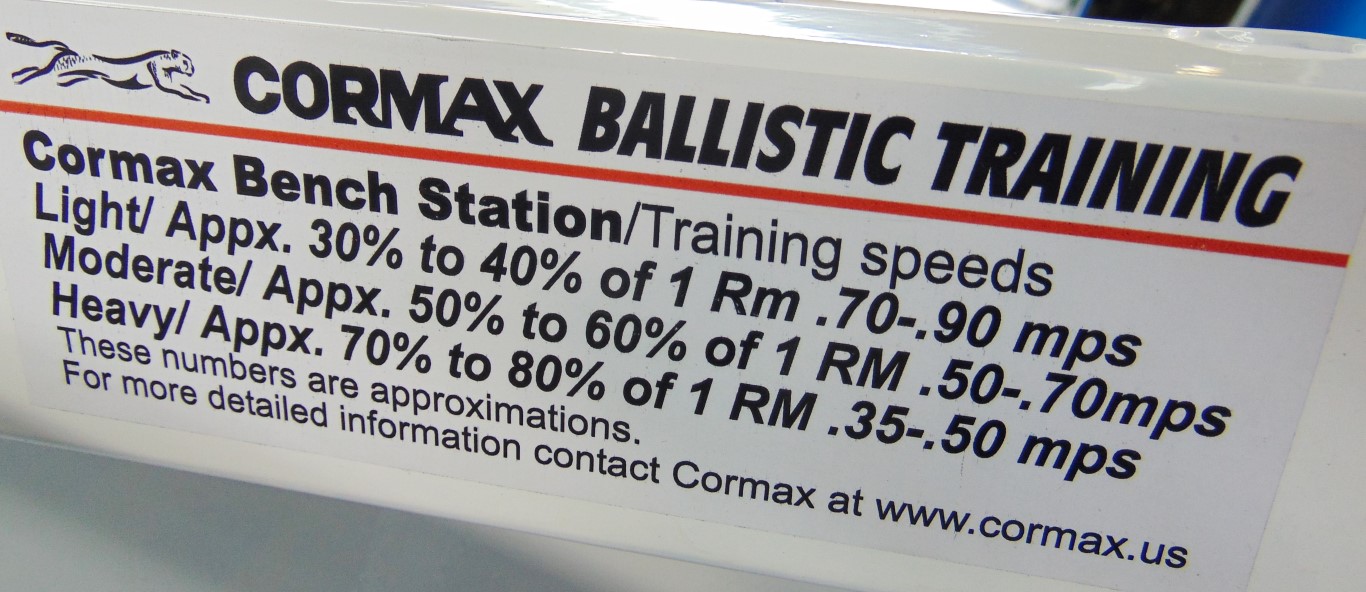 CORMAX BALLISTIC TRAINING
Cormax Bench Station/Training speeds
Light/ Appx. 30% to 40% of 1 Rm .70-.90 mps
Moderate/ Appx. 50% to 60% of 1 RM .50-.70mps
Heavy/ Appx. 70% to 80% of 1 RM .35-.50 mps
These numbers are approximations.
For more detailed information contact Cormax at www.cormax.us